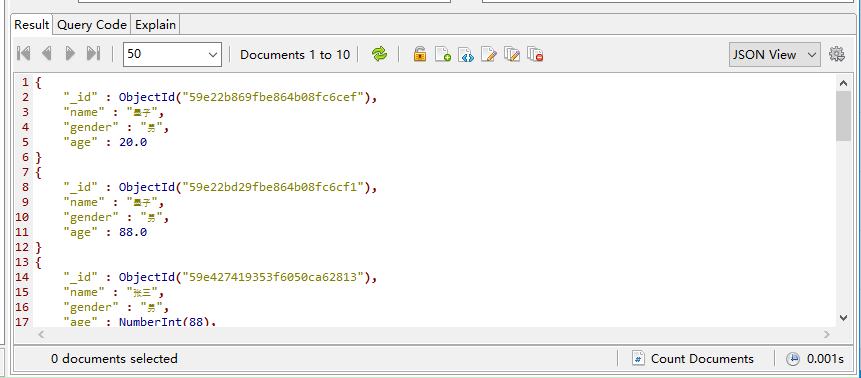 Result Query Code Explain
50 Documents 1 to 10 JSON View
1 {
2 "_id" : ObjectId("59e22b869fbe864b08fc6cef"),
3 "name" : "墨子",
4 "gender" : "男",
5 "age" : 20.0
6 }
7 {
8 "_id" : ObjectId("59e22bd29fbe864b08fc6cf1"),
9 "name" : "墨子",
10 "gender" : "男",
11 "age" : 88.0
12 }
13 {
14 "_id" : ObjectId("59e427419353f6050ca62813"),
15 "name" : "张三",
16 "gender" : "男",
17 "age" : NumberInt(88),
0 documents selected Count Documents 0.001s